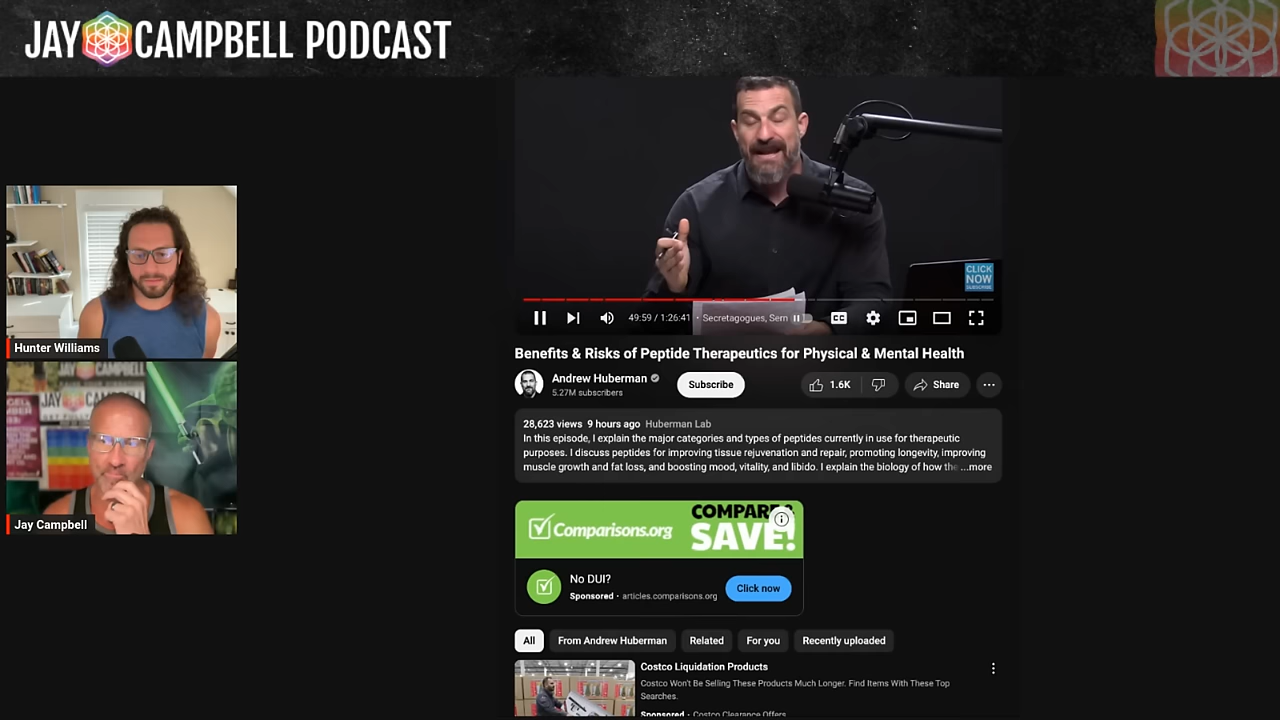 JAY CAMPBELL PODCAST
Hunter Williams
Jay Campbell
CLICK
NOW
SUBSCRIBE
49:59 / 1:26:41 • Secretagogues, Serm
CC
Benefits & Risks of Peptide Therapeutics for Physical & Mental Health
Andrew Huberman
5.27M subscribers
Subscribe
1.6K
Share
28,623 views 9 hours ago Huberman Lab
In this episode, I explain the major categories and types of peptides currently in use for therapeutic
purposes. I discuss peptides for improving tissue rejuvenation and repair, promoting longevity, improving
muscle growth and fat loss, and boosting mood, vitality, and libido. I explain the biology of how the ...more
Comparisons.org
COMPARE
SAVE!
No DUI?
Sponsored • articles.comparisons.org
Click now
All
From Andrew Huberman
Related
For you
Recently uploaded
Costco Liquidation Products
Costco Won't Be Selling These Products Much Longer. Find Items With These Top
Searches.
Sponsored • Costco Clearance Offers